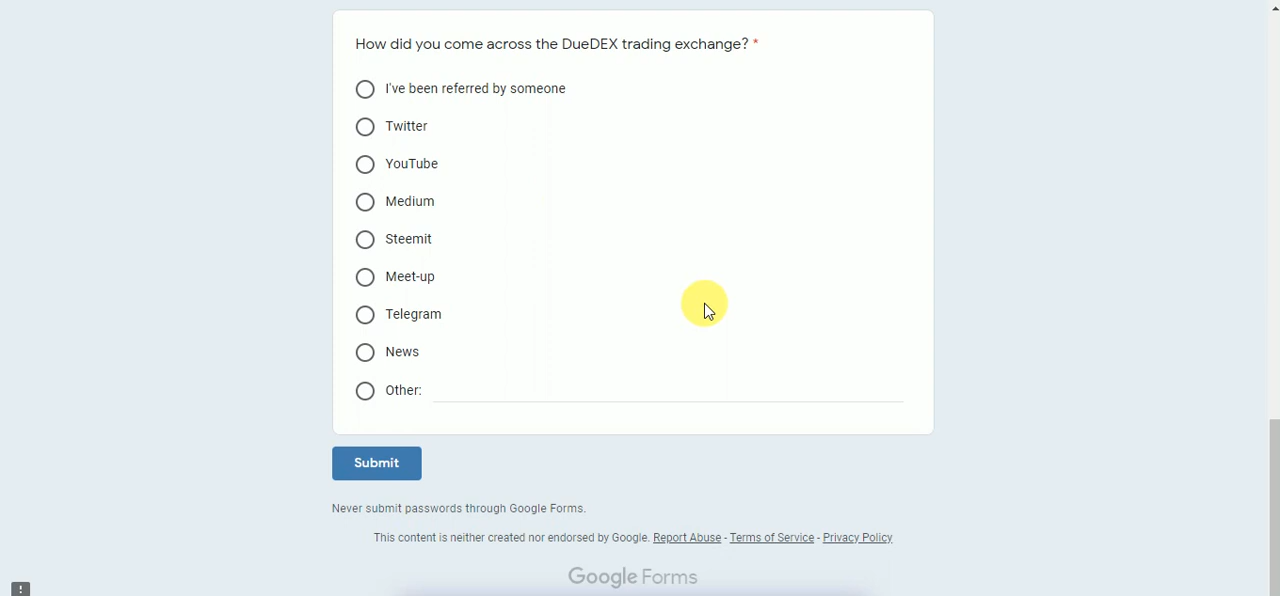 How did you come across the DueDEX trading exchange? *
I've been referred by someone
Twitter
YouTube
Medium
Steemit
Meet-up
Telegram
News
Other:
Submit
Never submit passwords through Google Forms.
This content is neither created nor endorsed by Google. Report Abuse - Terms of Service - Privacy Policy
Google Forms
!